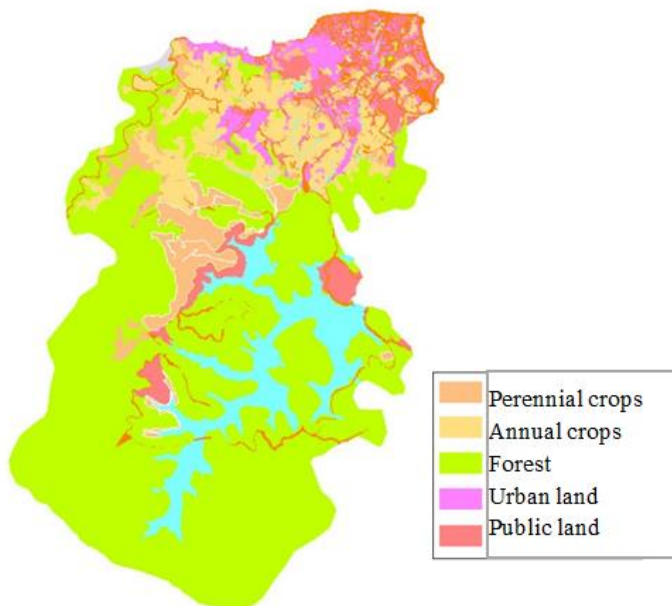 Perennial crops
Annual crops
Forest
Urban land
Public land